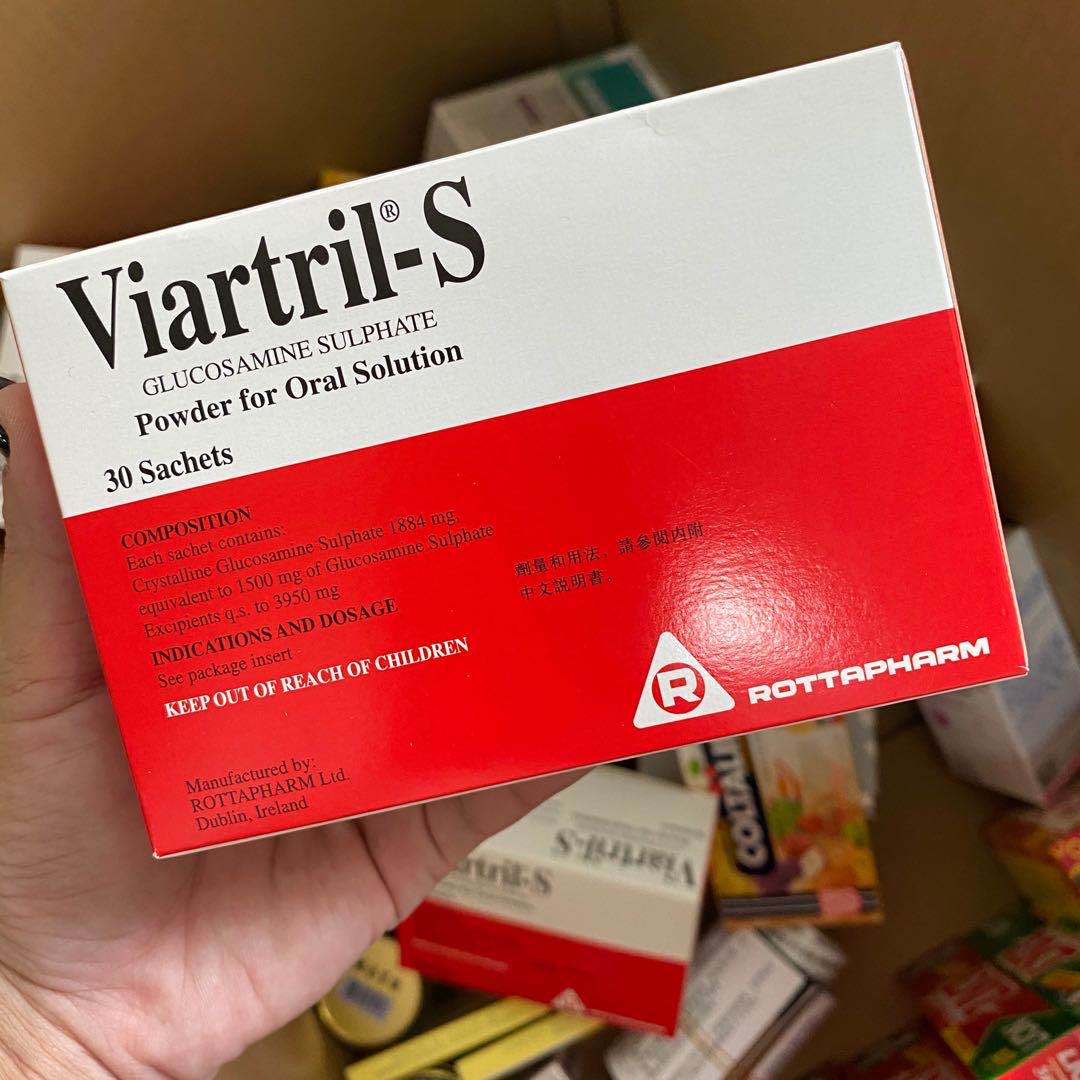 Viartril®-S
GLUCOSAMINE SULPHATE
Powder for Oral Solution
30 Sachets
COMPOSITION
Each sachet contains:
Crystalline Glucosamine Sulphate 1884 mg,
equivalent to 1500 mg of Glucosamine Sulphate
Excipients q.s. to 3950 mg
INDICATIONS AND DOSAGE
See package insert
KEEP OUT OF REACH OF CHILDREN
劑量和用法，請參閱內附
中文説明書。
R ROTTAPHARM
Manufactured by:
ROTTAPHARM Ltd.
Dublin, Ireland
Viartril-S